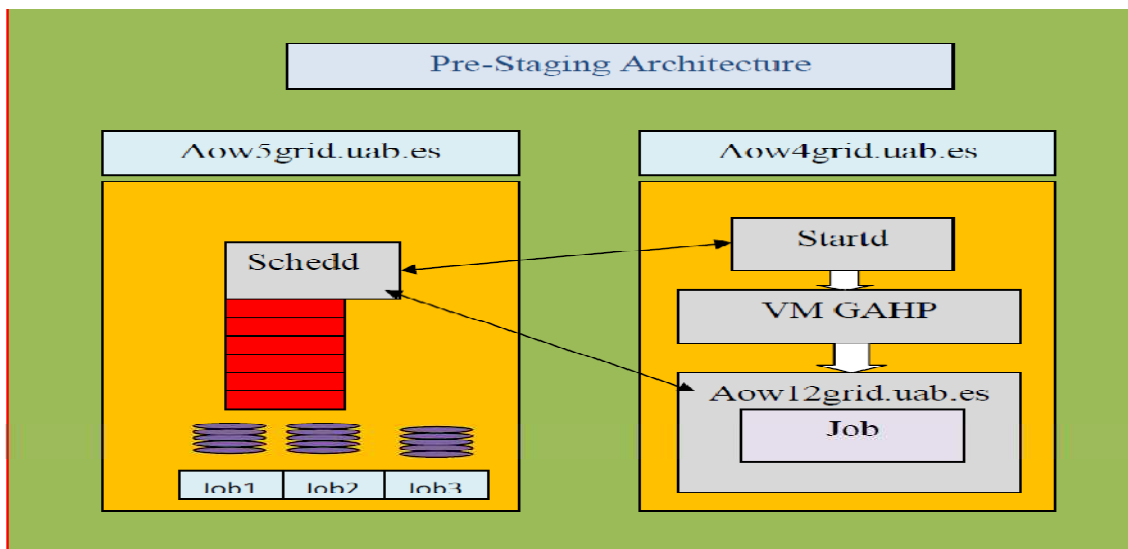 Pre-Staging Architecture
Aow5grid.uab.es
Aow4grid.uab.es
Schedd
Startd
VM GAHP
Aow12grid.uab.es
Job
Job1
Job2
Job3